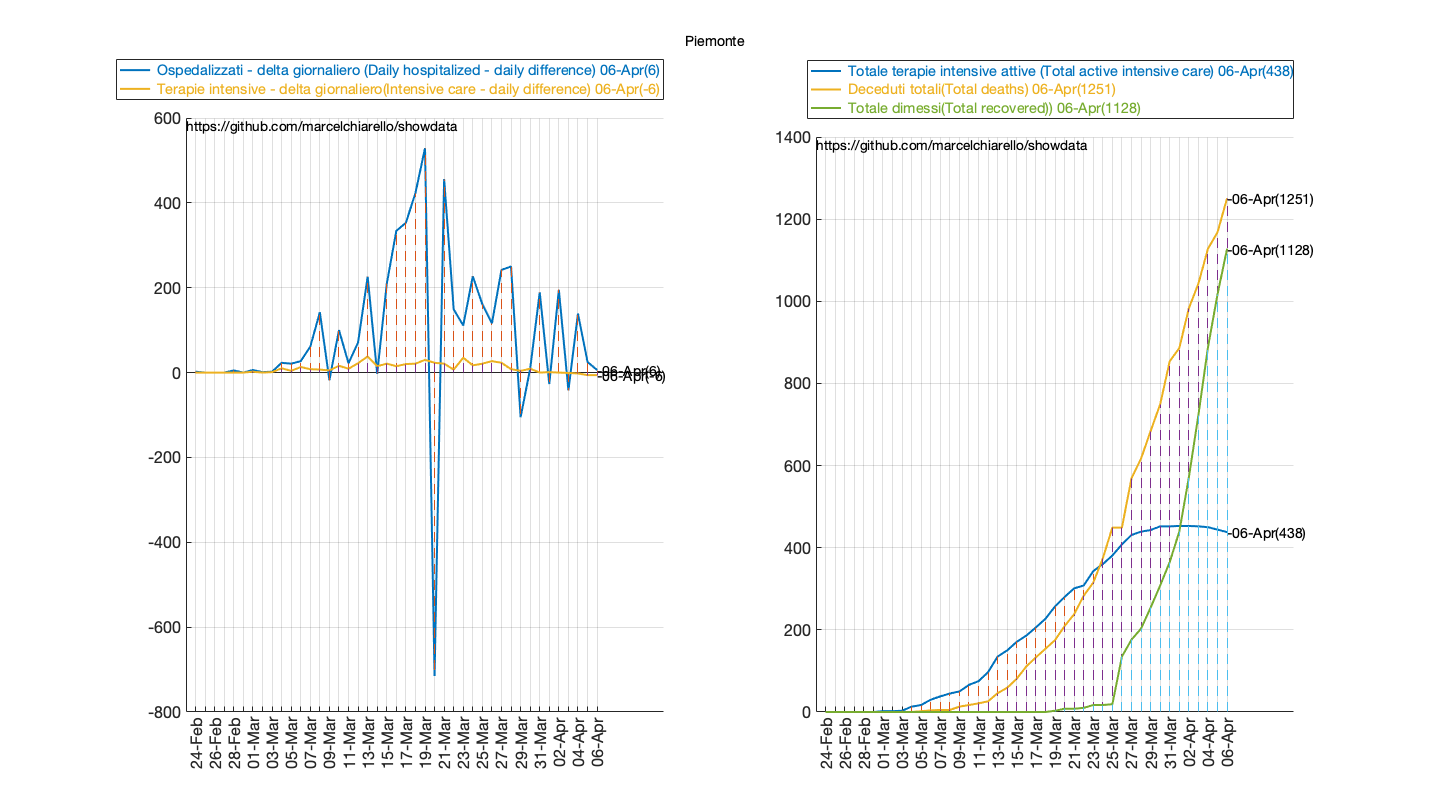 Piemonte
Ospedalizzati - delta giornaliero (Daily hospitalized - daily difference) 06-Apr(6)
Terapie intensive - delta giornaliero(Intensive care - daily difference) 06-Apr(-6)
https://github.com/marcelchiarello/showdata
600
400
200
0
-200
-400
-600
-800
06-Apr(6)
-06-Apr(-6)
24-Feb
26-Feb
28-Feb
01-Mar
03-Mar
05-Mar
07-Mar
09-Mar
11-Mar
13-Mar
15-Mar
17-Mar
19-Mar
21-Mar
23-Mar
25-Mar
27-Mar
29-Mar
31-Mar
02-Apr
04-Apr
06-Apr
Totale terapie intensive attive (Total active intensive care) 06-Apr(438)
Deceduti totali(Total deaths) 06-Apr(1251)
Totale dimessi(Total recovered)) 06-Apr(1128)
https://github.com/marcelchiarello/showdata
1400
1200
1000
800
600
400
200
0
-06-Apr(1251)
-06-Apr(1128)
-06-Apr(438)
24-Feb
26-Feb
28-Feb
01-Mar
03-Mar
05-Mar
07-Mar
09-Mar
11-Mar
13-Mar
15-Mar
17-Mar
19-Mar
21-Mar
23-Mar
25-Mar
27-Mar
29-Mar
31-Mar
02-Apr
04-Apr
06-Apr